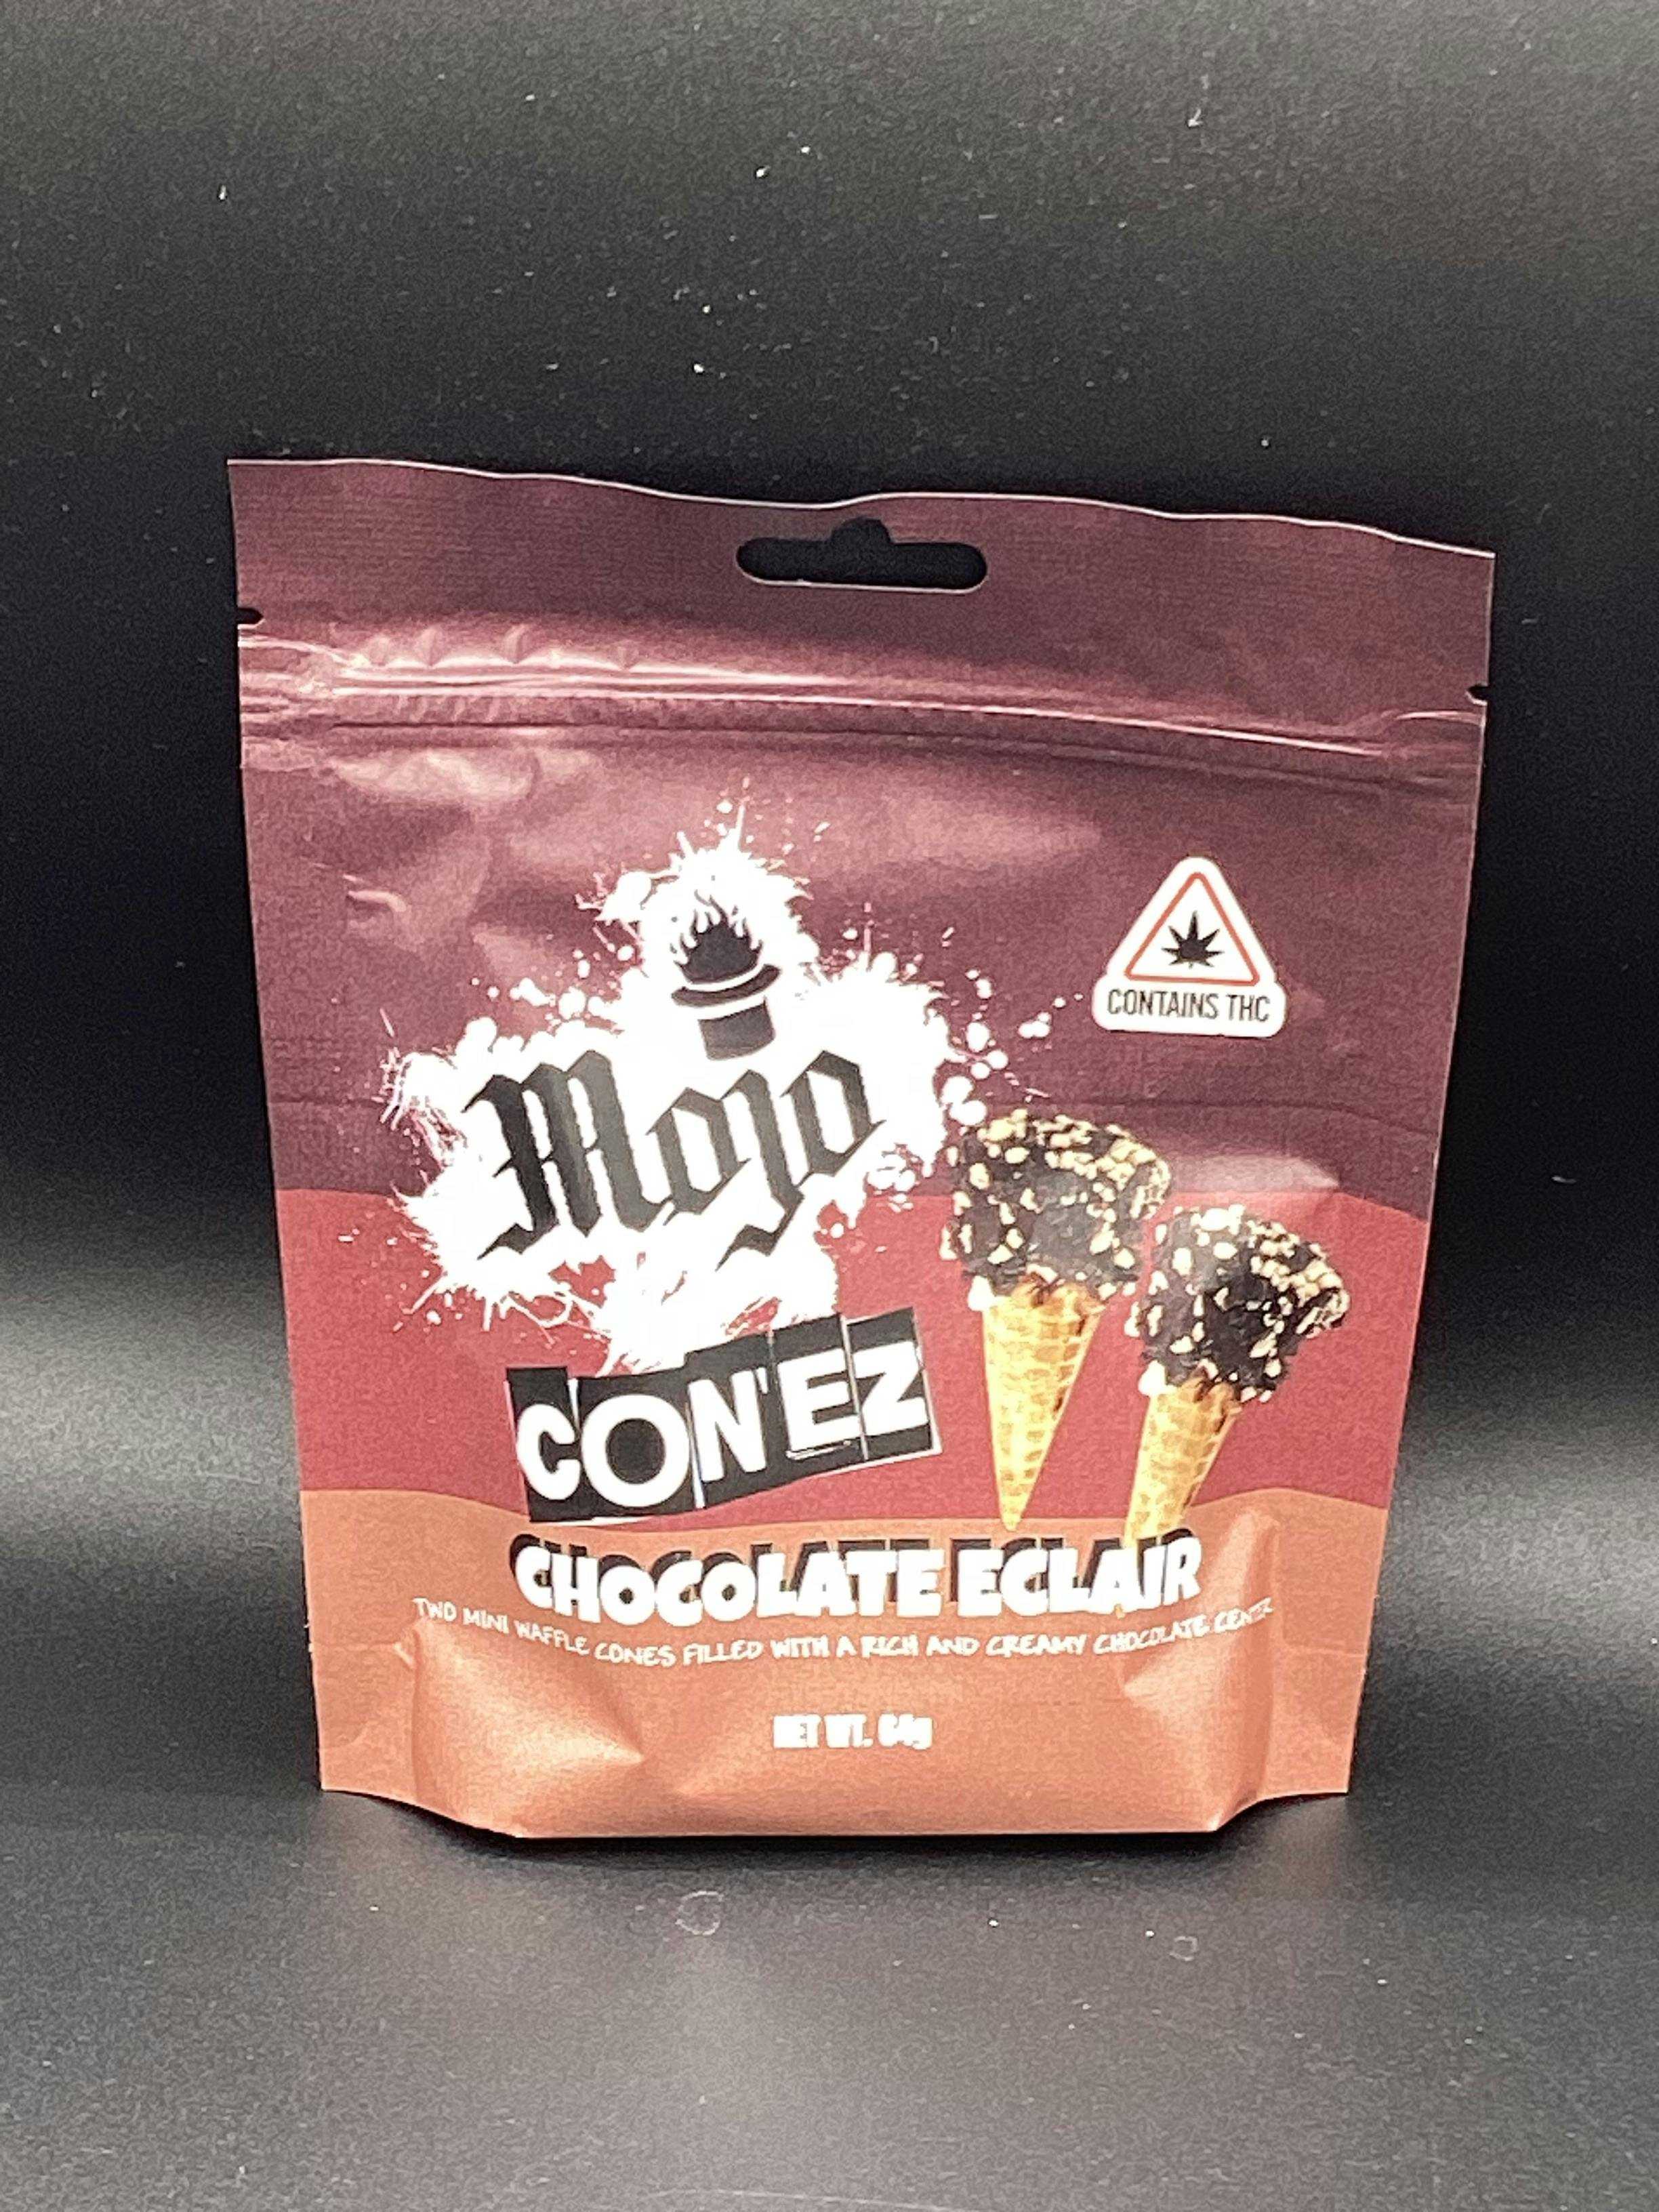 Mojo
CONTAINS THC
CON'EZ
CHOCOLATE ECLAIR
TWO MINI WAFFLE CONES FILLED WITH A RICH AND CREAMY CHOCOLATE CENTER
NET WT. 64g